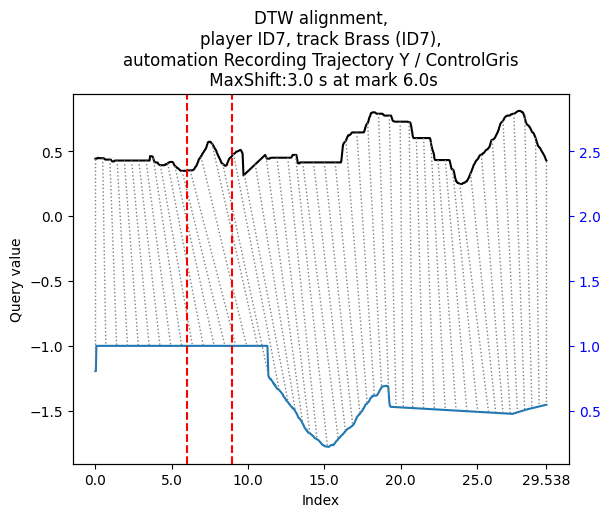 DTW alignment,
player ID7, track Brass (ID7),
automation Recording Trajectory Y / ControlGris
MaxShift:3.0 s at mark 6.0s
0.5
0.0
−0.5
−1.0
−1.5
Query value
2.5
2.0
1.5
1.0
0.5
0.0 5.0 10.0 15.0 20.0 25.0 29.538
Index